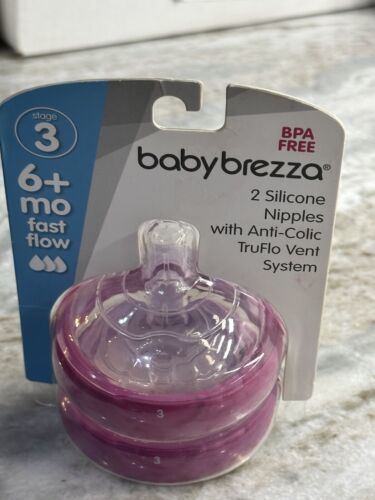 stage
3
6+
mo
fast
flow
BPA
FREE
babybrezza®
2 Silicone
Nipples
with Anti-Colic
TruFlo Vent
System
3
3